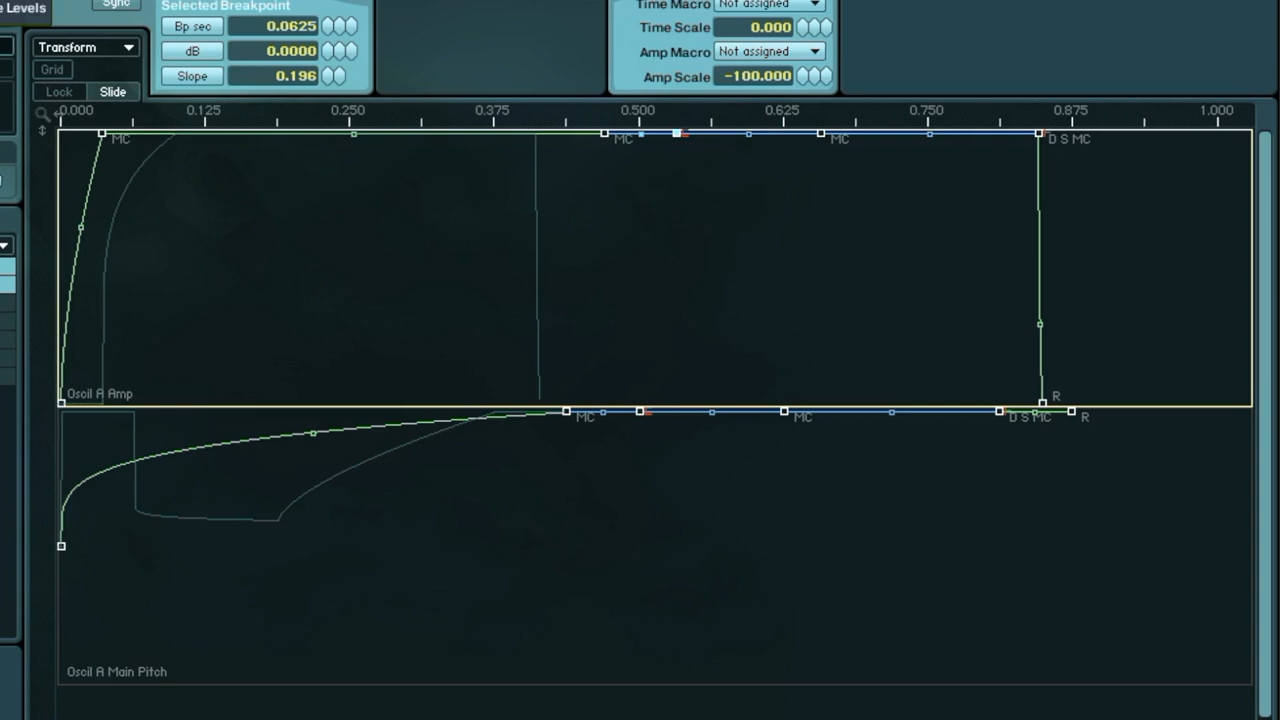 e Levels
Sync
Selected Breakpoint
Bp sec 0.0625
dB 0.0000
Slope 0.196
Time Macro Not assigned
Time Scale 0.000
Amp Macro Not assigned
Amp Scale -100.000
Transform
Grid
Lock Slide
0.000 0.125 0.250 0.375 0.500 0.625 0.750 0.875 1.000
MC MC MC D S MC
Oscil A Amp R
MC MC D S MC R
Oscil A Main Pitch